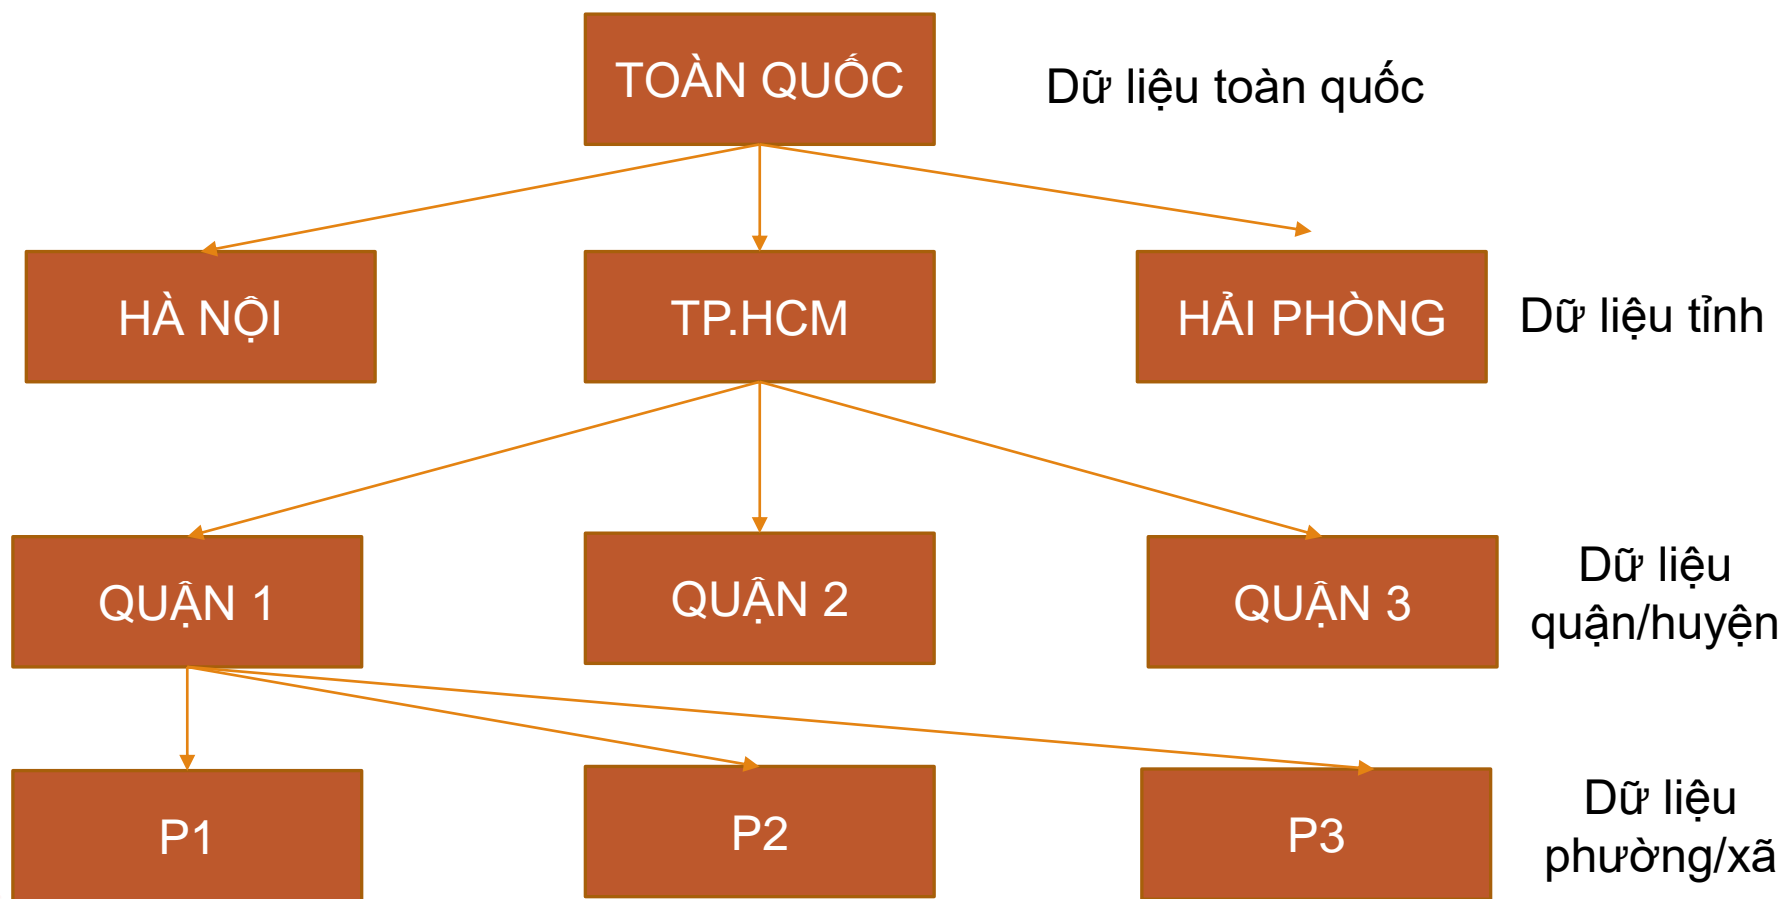 TOÀN QUỐC
Dữ liệu toàn quốc
HÀ NỘI
TP.HCM
HẢI PHÒNG
Dữ liệu tỉnh
QUẬN 1
QUẬN 2
QUẬN 3
Dữ liệu
quận/huyện
P1
P2
P3
Dữ liệu
phường/xã